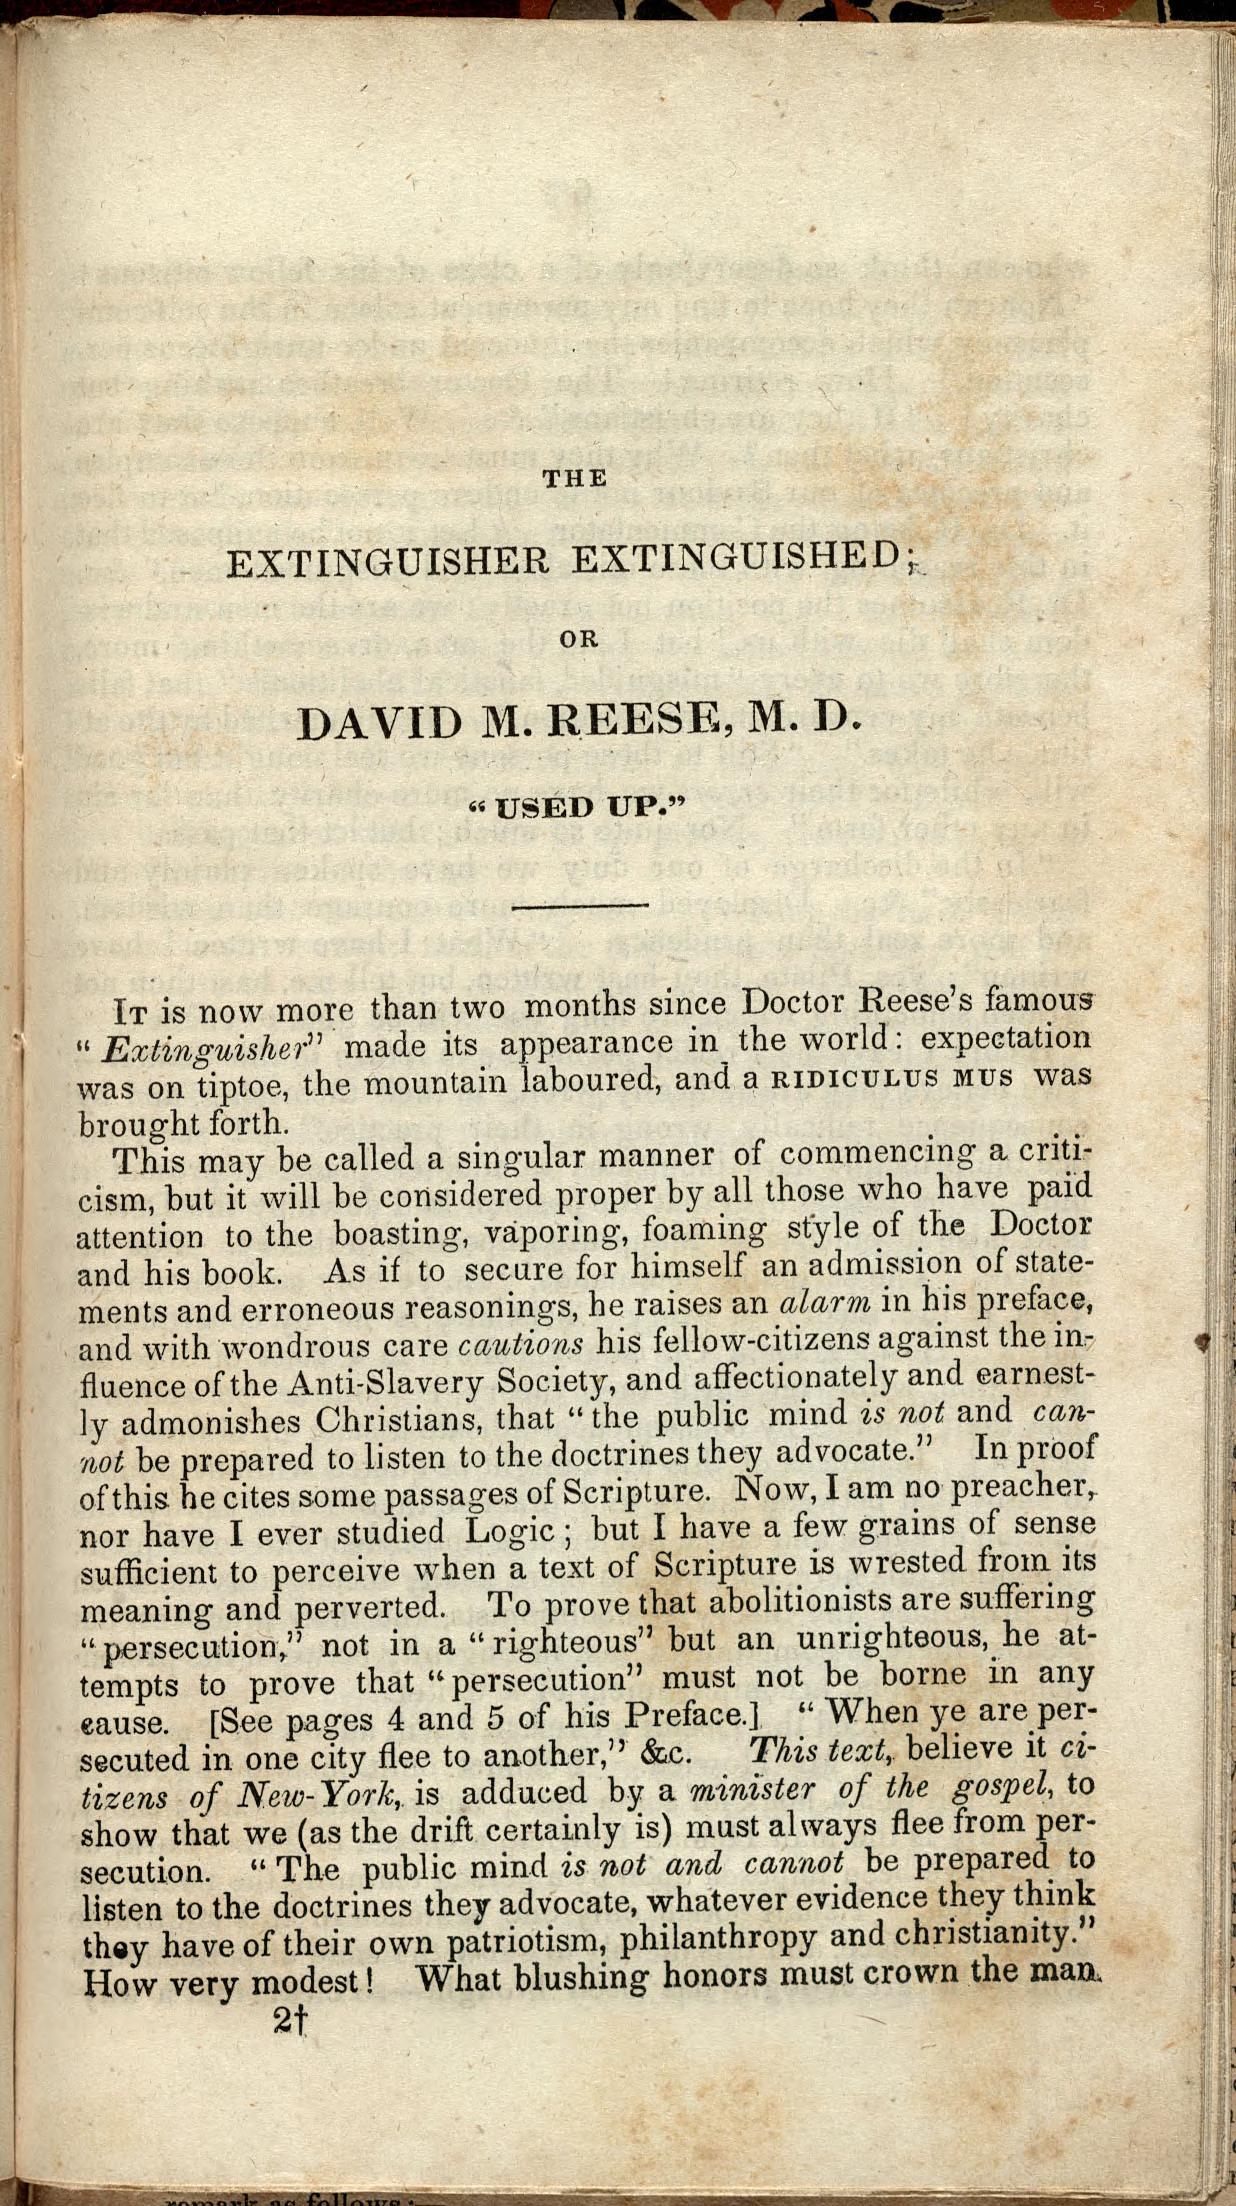 THE
EXTINGUISHER EXTINGUISHED;
OR
DAVID M. REESE, M. D.
“USED UP.”
IT is now more than two months since Doctor Reese’s famous
“Extinguisher” made its appearance in the world: expectation
was on tiptoe, the mountain laboured, and a RIDICULUS MUS was
brought forth.
This may be called a singular manner of commencing a criti-
cism, but it will be considered proper by all those who have paid
attention to the boasting, vaporing, foaming style of the Doctor
and his book. As if to secure for himself an admission of state-
ments and erroneous reasonings, he raises an alarm in his preface,
and with wondrous care cautions his fellow-citizens against the in-
fluence of the Anti-Slavery Society, and affectionately and earnest-
ly admonishes Christians, that “the public mind is not and can-
not be prepared to listen to the doctrines they advocate.” In proof
of this he cites some passages of Scripture. Now, I am no preacher,
nor have I ever studied Logic; but I have a few grains of sense
sufficient to perceive when a text of Scripture is wrested from its
meaning and perverted. To prove that abolitionists are suffering
“persecution,” not in a “righteous” but an unrighteous, he at-
tempts to prove that “persecution” must not be borne in any
cause. [See pages 4 and 5 of his Preface.] “When ye are per-
secuted in one city flee to another,” &c. This text, believe it ci-
tizens of New-York, is adduced by a minister of the gospel, to
show that we (as the drift certainly is) must always flee from per-
secution. “The public mind is not and cannot be prepared to
listen to the doctrines they advocate, whatever evidence they think
they have of their own patriotism, philanthropy and christianity.”
How very modest! What blushing honors must crown the man
2†
remark as follows:—